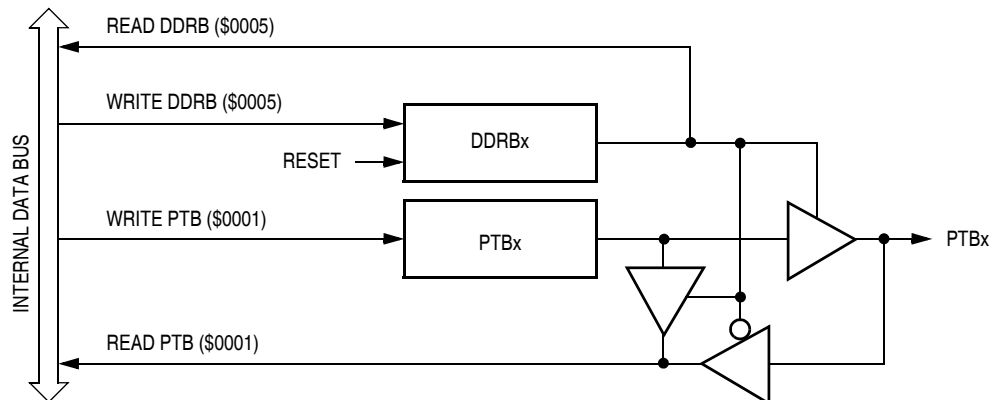 READ DDRB ($0005)
WRITE DDRB ($0005)
DDRBx
RESET
WRITE PTB ($0001)
PTBx
PTBx
READ PTB ($0001)
INTERNAL DATA BUS